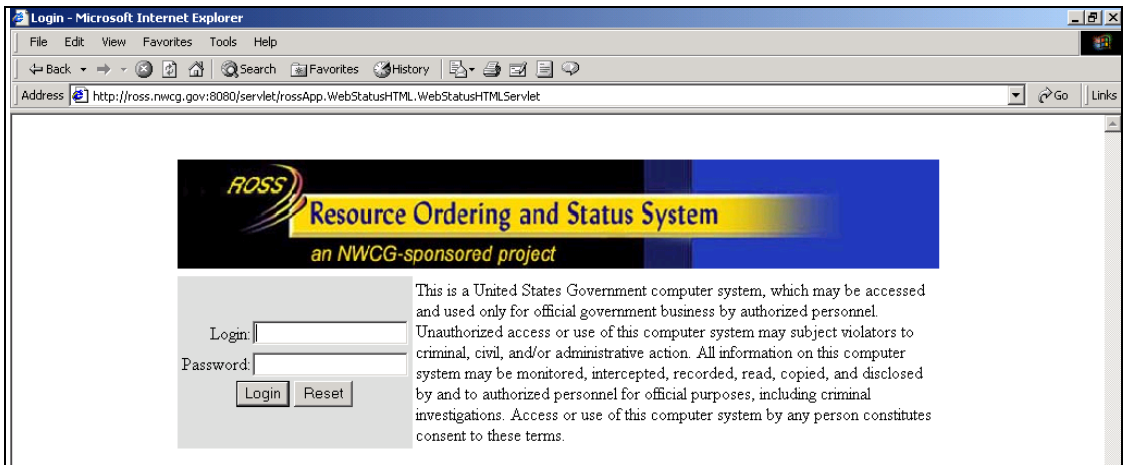 Login - Microsoft Internet Explorer
File Edit View Favorites Tools Help
Back Search Favorites History
Address http://ross.nwcg.gov:8080/servlet/rossApp.WebStatusHTML.WebStatusHTMLServlet Go Links
ROSS
Resource Ordering and Status System
an NWCG-sponsored project
This is a United States Government computer system, which may be accessed
and used only for official government business by authorized personnel.
Login: Unauthorized access or use of this computer system may subject violators to
Password: criminal, civil, and/or administrative action. All information on this computer
system may be monitored, intercepted, recorded, read, copied, and disclosed
Login Reset by and to authorized personnel for official purposes, including criminal
investigations. Access or use of this computer system by any person constitutes
consent to these terms.